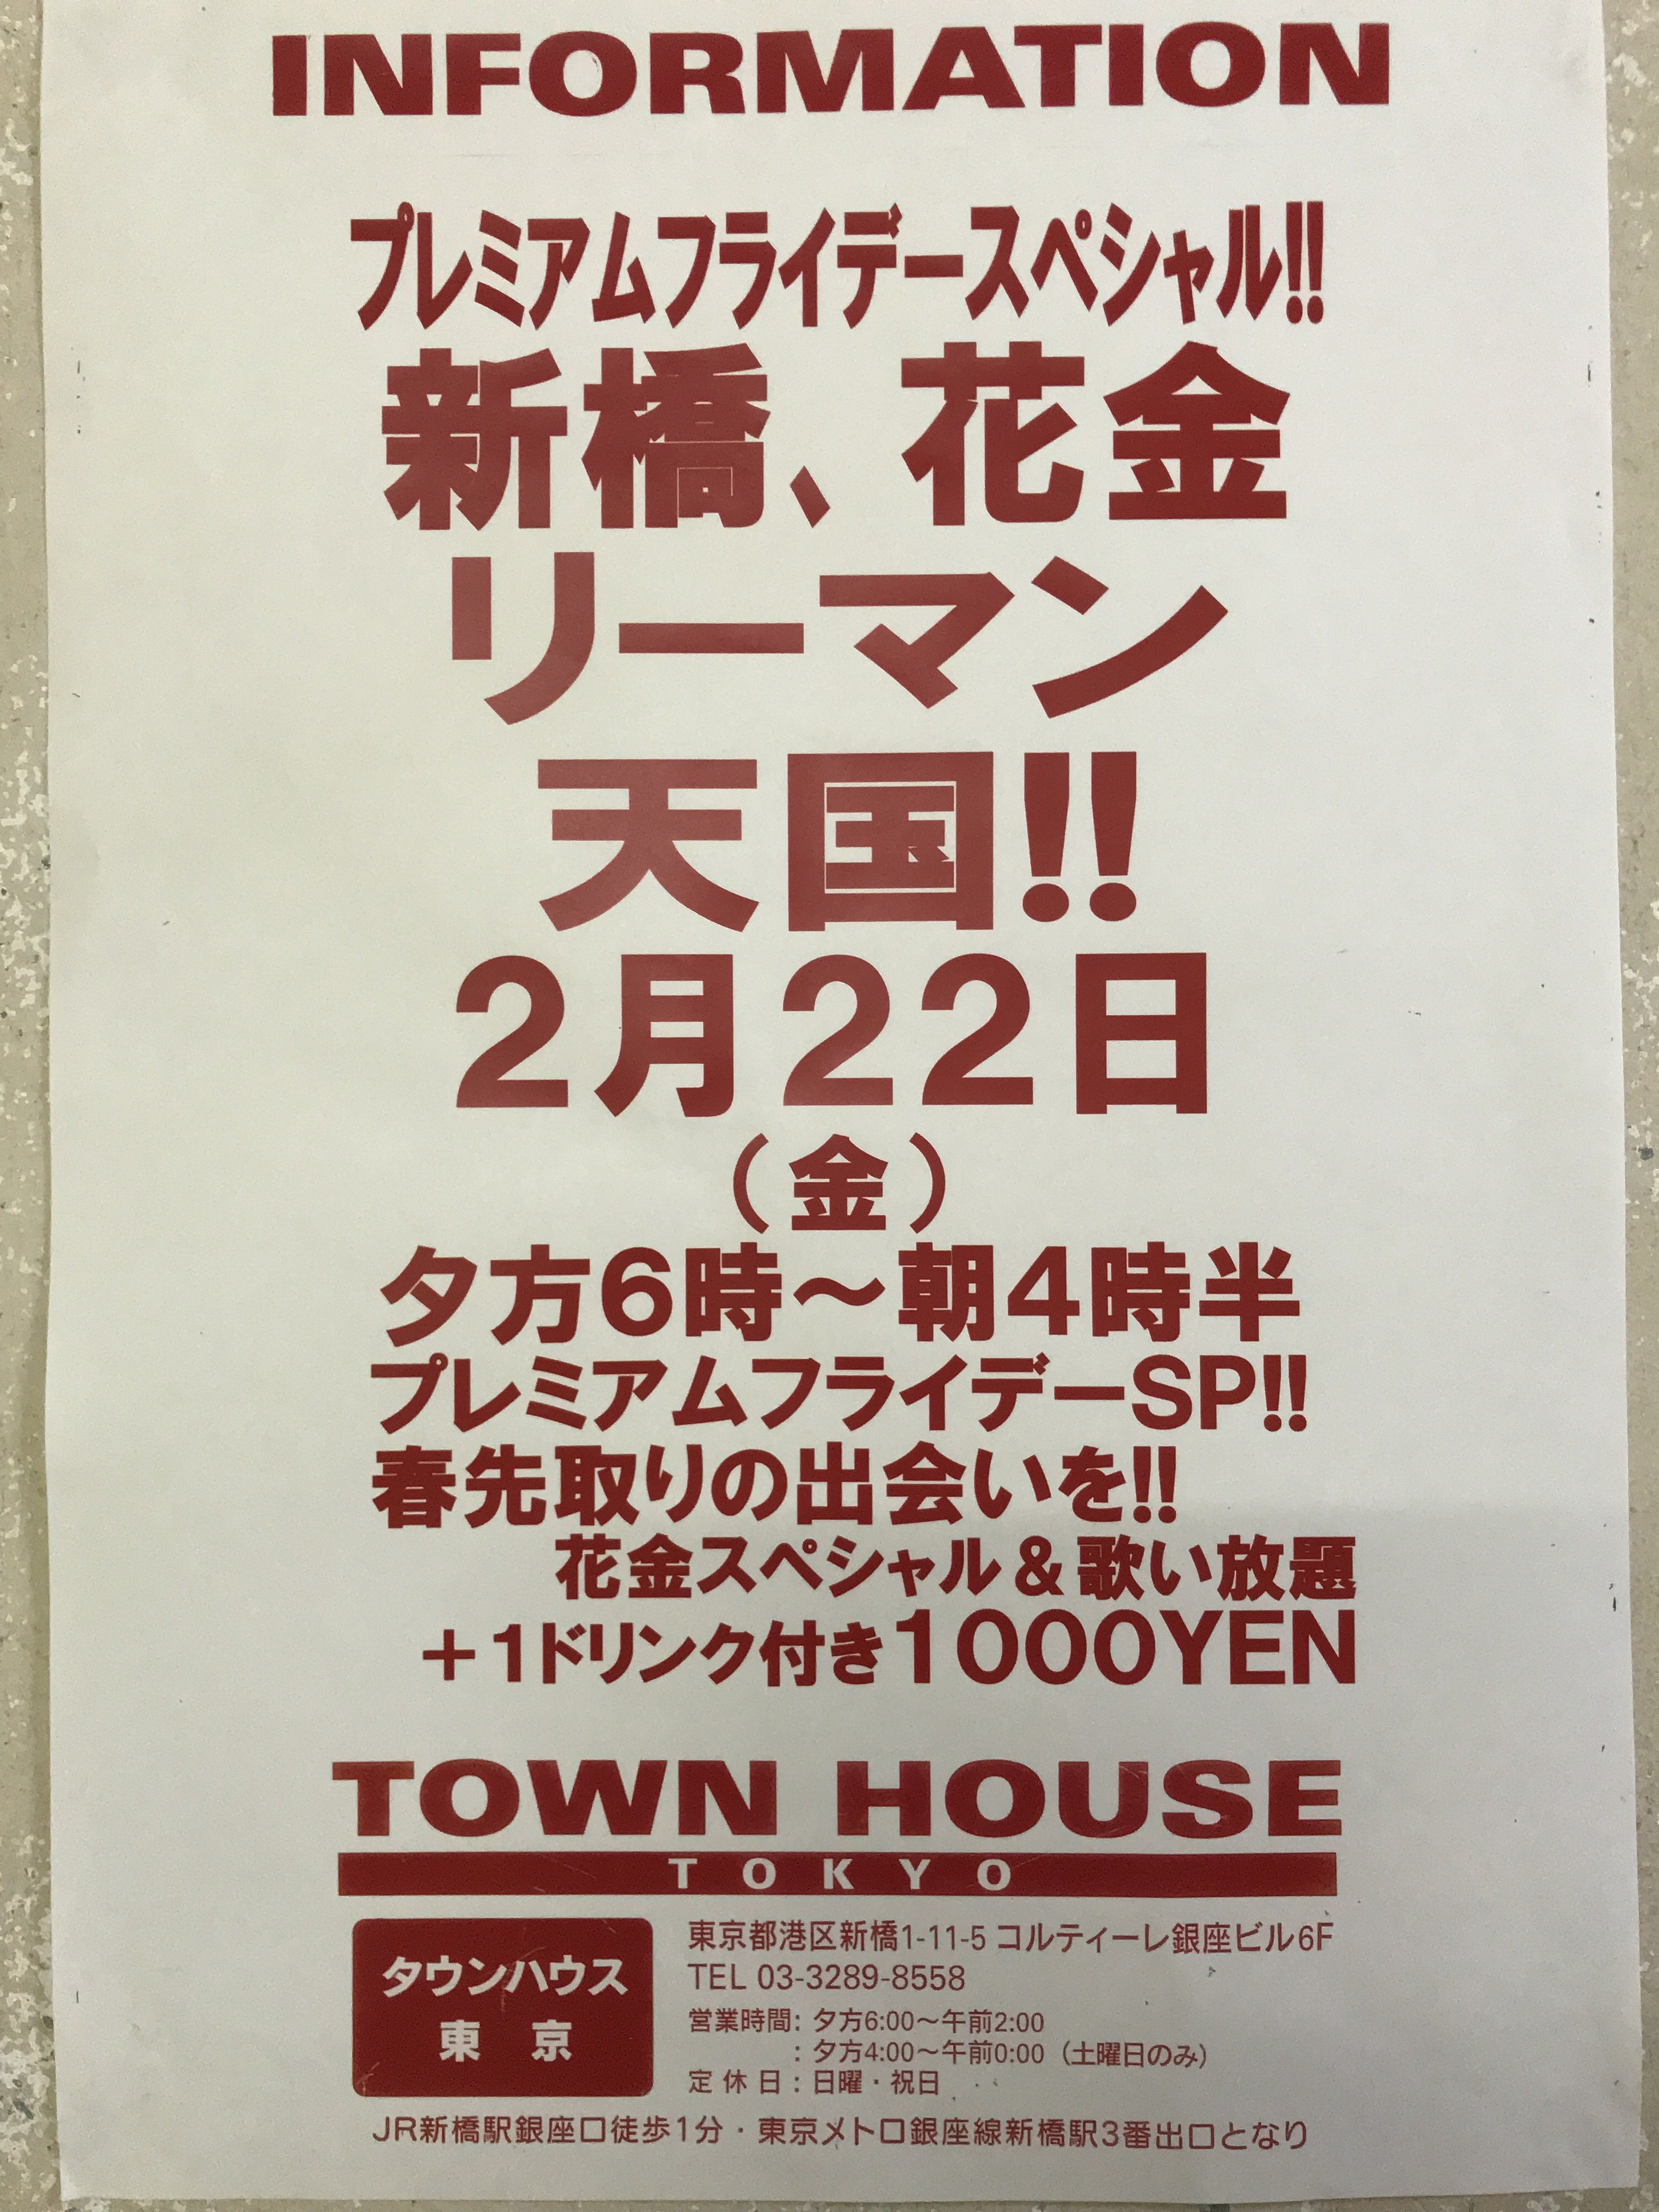 INFORMATION
プレミアムフライデースペシャル!!
新橋、花金
リーマン
天国!!
2月22日
（金）
夕方6時～朝4時半
プレミアムフライデーSP!!
春先取りの出会いを!!
花金スペシャル＆歌い放題
＋1ドリンク付き1000YEN
TOWN HOUSE
TOKYO
タウンハウス
東京
東京都港区新橋1-11-5 コルティーレ銀座ビル6F
TEL 03-3289-8558
営業時間: 夕方6:00～午前2:00
: 夕方4:00～午前0:00（土曜日のみ）
定休日: 日曜・祝日
JR新橋駅銀座口徒歩1分・東京メトロ銀座線新橋駅3番出口となり